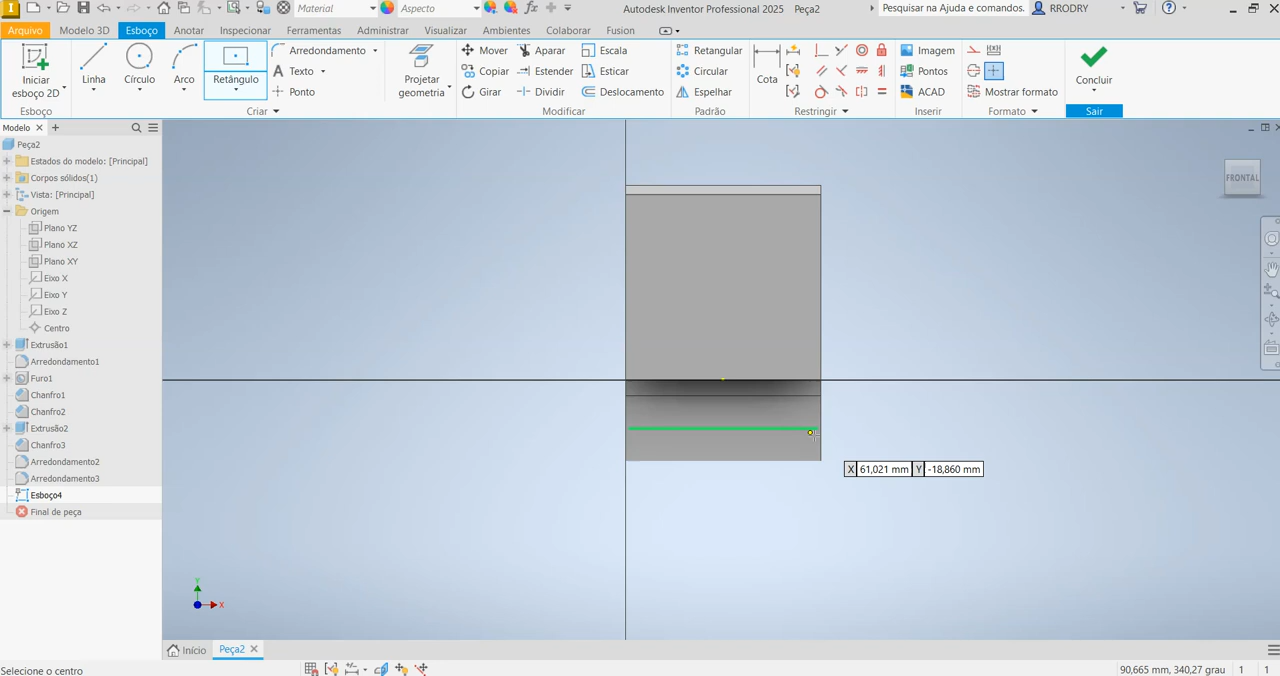 Material Aspecto Autodesk Inventor Professional 2025 Peça2 Pesquisar na Ajuda e comandos. RRODRY
Arquivo Modelo 3D Esboço Anotar Inspecionar Ferramentas Administrar Visualizar Ambientes Colaborar Fusion
Iniciar
esboço 2D
Linha
Círculo
Arco
Retângulo
Arredondamento
Texto
Ponto
Projetar
geometria
Mover Aparar Escala
Copiar Estender Esticar
Girar Dividir Deslocamento
Retangular
Circular
Espelhar
Cota
Imagem
Pontos
ACAD
Mostrar formato
Concluir
Esboço Criar Modificar Padrão Restringir Inserir Formato Sair
Modelo
Peça2
Estados do modelo: [Principal]
Corpos sólidos(1)
Vista: [Principal]
Origem
Plano YZ
Plano XZ
Plano XY
Eixo X
Eixo Y
Eixo Z
Centro
Extrusão1
Arredondamento1
Furo1
Chanfro1
Chanfro2
Extrusão2
Chanfro3
Arredondamento2
Arredondamento3
Esboço4
Final de peça
FRONTAL
X 61,021 mm Y -18,860 mm
Y
X
Início Peça2
Selecione o centro 90,665 mm, 340,27 grau 1 1